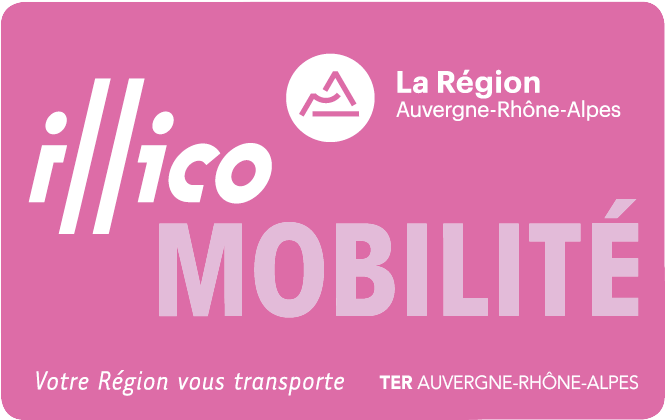 La Région
Auvergne-Rhône-Alpes
illico
MOBILITÉ
Votre Région vous transporte
TER AUVERGNE-RHÔNE-ALPES